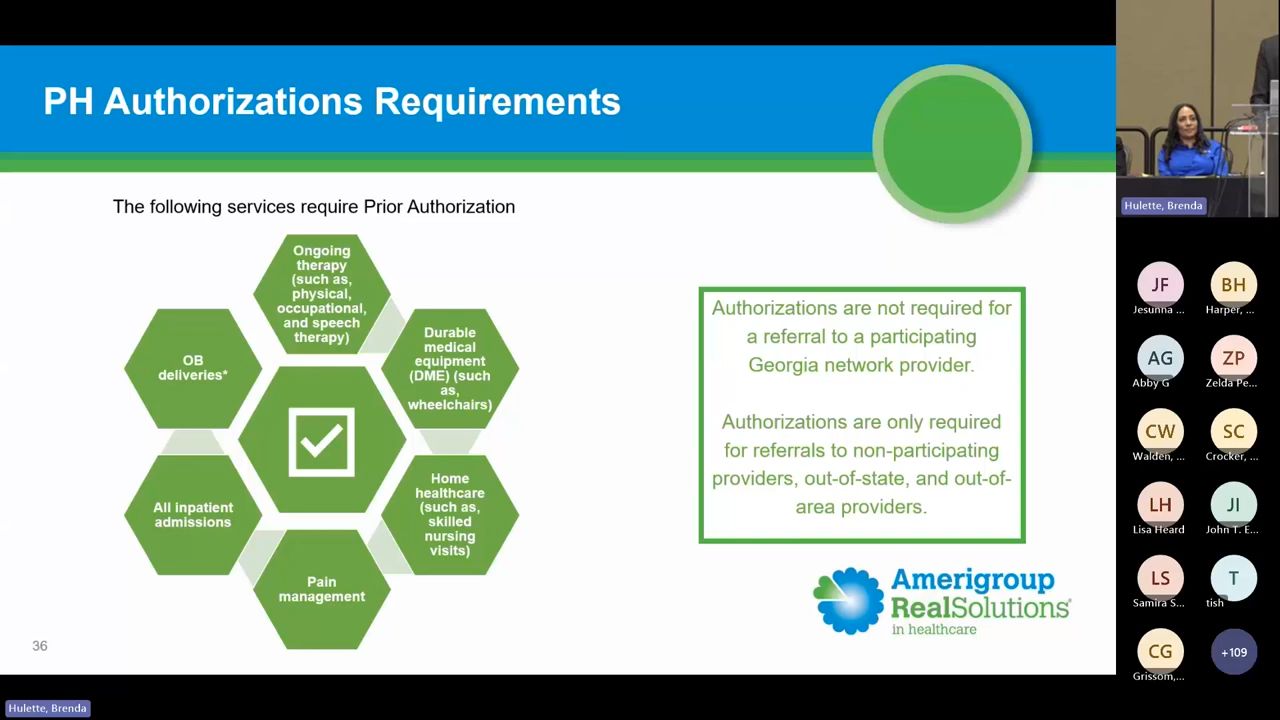 PH Authorizations Requirements
The following services require Prior Authorization
Ongoing
therapy
(such as,
physical,
occupational,
and speech
therapy)
OB
deliveries*
Durable
medical
equipment
(DME) (such
as,
wheelchairs)
All inpatient
admissions
Home
healthcare
(such as,
skilled
nursing
visits)
Pain
management
Authorizations are not required for
a referral to a participating
Georgia network provider.
Authorizations are only required
for referrals to non-participating
providers, out-of-state, and out-of-
area providers.
Amerigroup
RealSolutions®
in healthcare
36
Hulette, Brenda
Hulette, Brenda
JF
Jesunna ...
BH
Harper, ...
AG
Abby G
ZP
Zelda Pe...
CW
Walden, ...
SC
Crocker, ...
LH
Lisa Heard
JI
John T. E...
LS
Samira S...
T
tish
CG
Grissom,...
+109